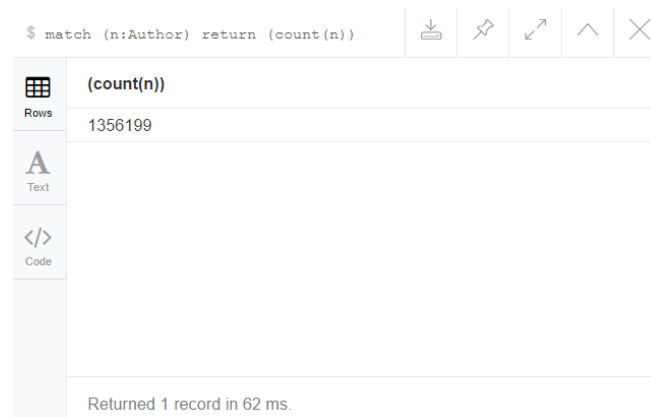 $ match (n:Author) return (count(n))
(count(n))
Rows
1356199
A
Text
</>
Code
Returned 1 record in 62 ms.